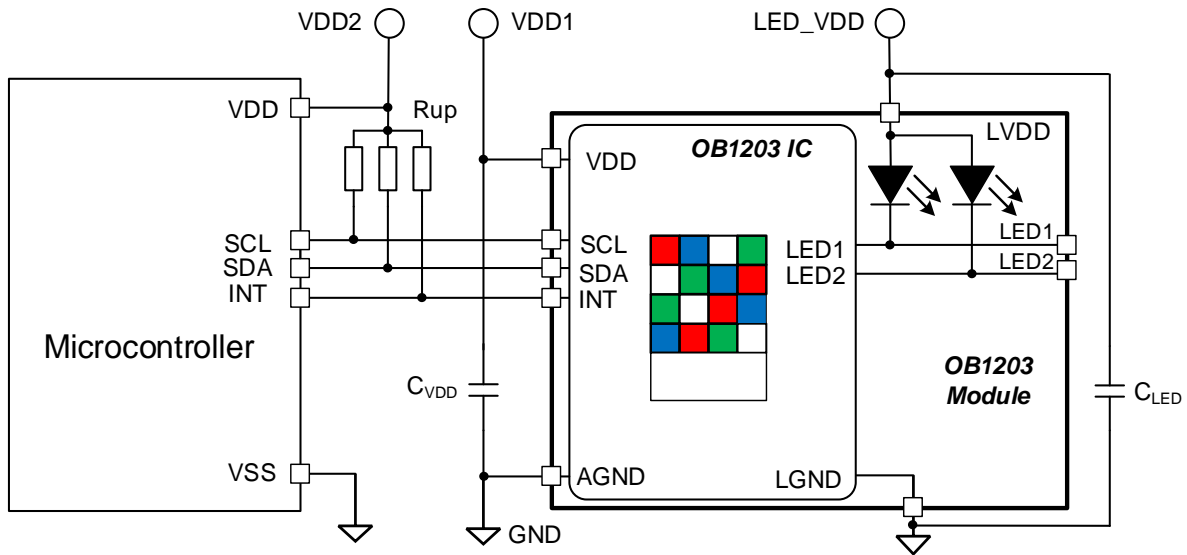 VDD2
VDD1
LED_VDD
VDD
Rup
LVDD
OB1203 IC
VDD
SCL
SDA
INT
SCL
SDA
INT
LED1
LED2
LED1
LED2
Microcontroller
OB1203
Module
CVDD
CLED
VSS
AGND
LGND
GND